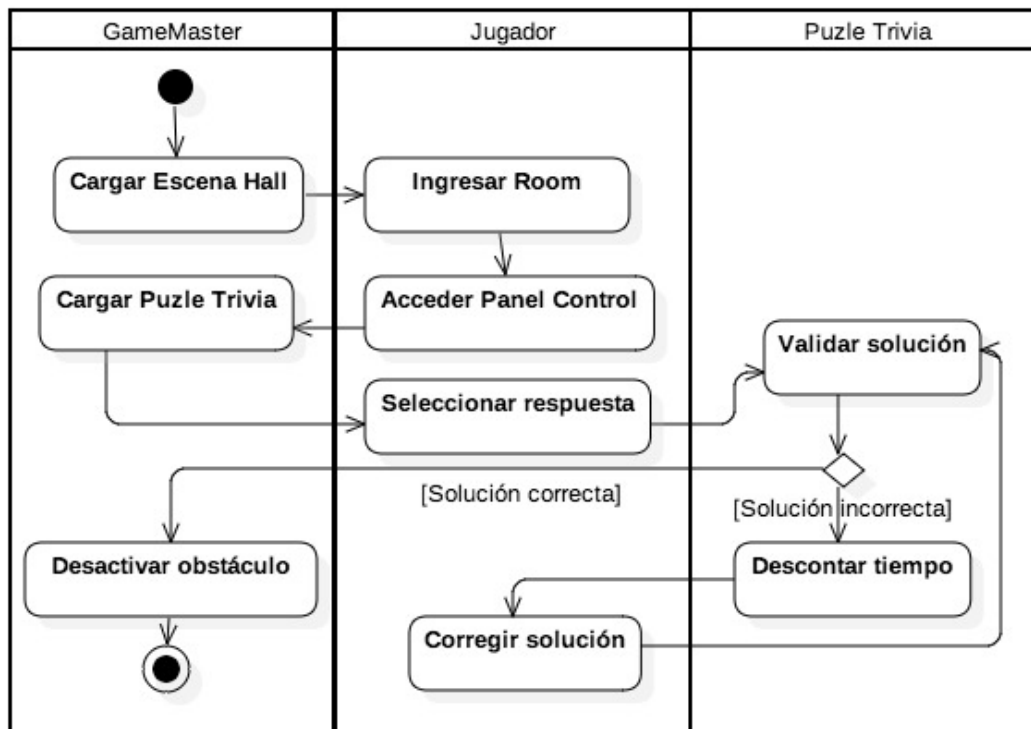 GameMaster
Jugador
Puzle Trivia
Cargar Escena Hall
Ingresar Room
Cargar Puzle Trivia
Acceder Panel Control
Validar solución
Seleccionar respuesta
[Solución correcta]
[Solución incorrecta]
Desactivar obstáculo
Descontar tiempo
Corregir solución